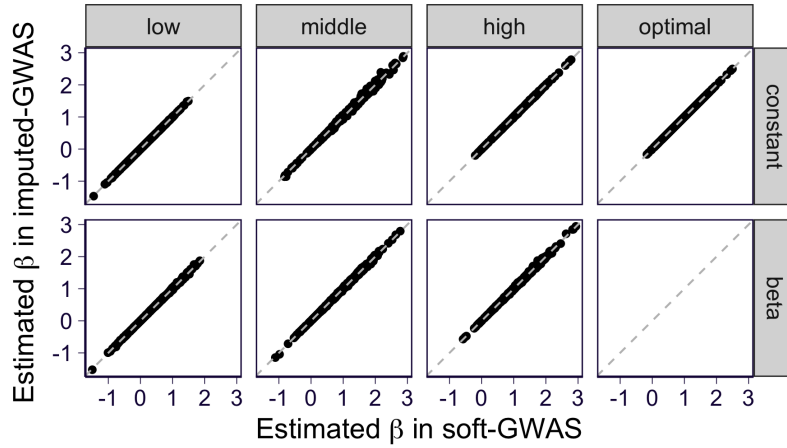 low middle high optimal
Estimated β in imputed-GWAS
3
2
1
0
-1
constant
3
2
1
0
-1
beta
-1 0 1 2 3 -1 0 1 2 3 -1 0 1 2 3 -1 0 1 2 3
Estimated β in soft-GWAS